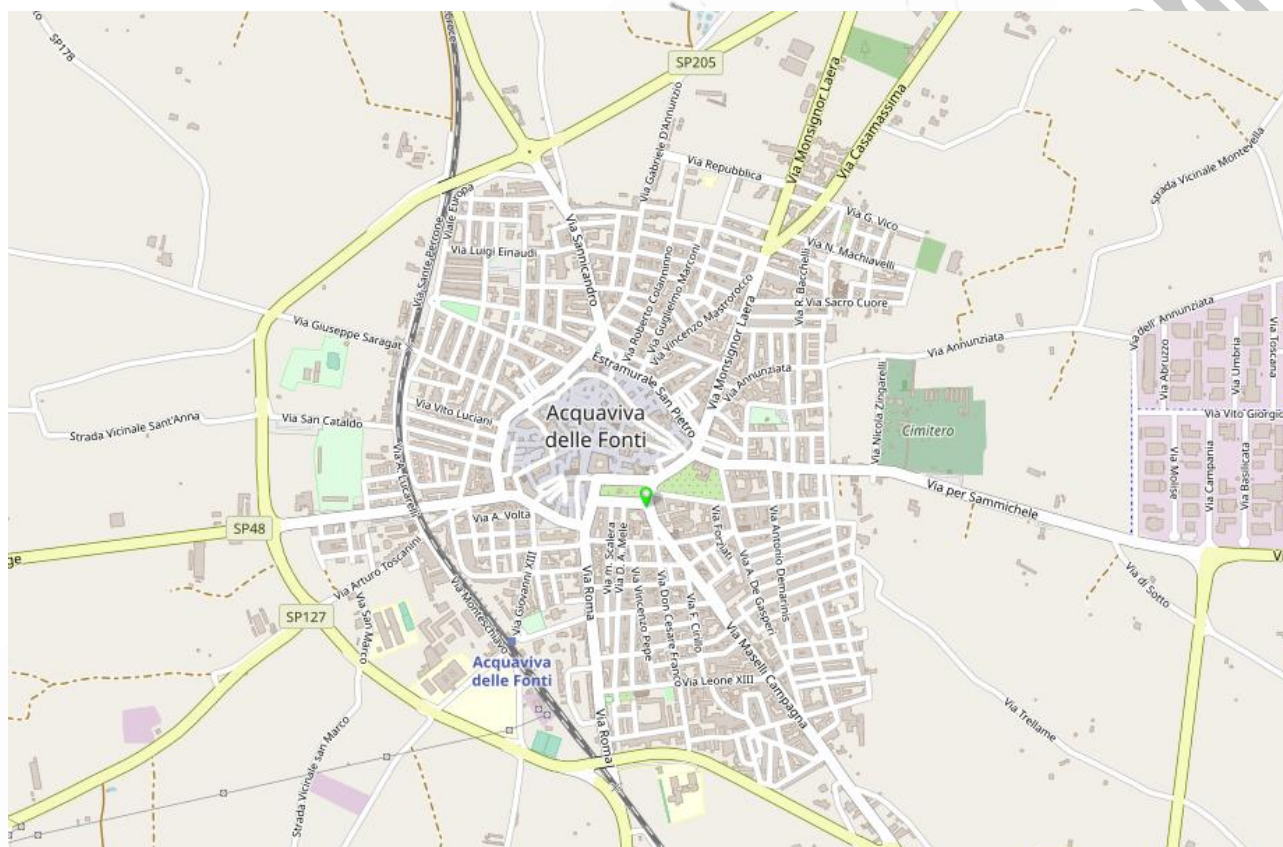 SP178
SP205
Via Gabriele D'Annunzio
Via Monsignor Laera
Via Casamassima
Strada Vicinale Montevella
Via Repubblica
Viale Europa
Via Sante Perrone
Via Luigi Einaudi
Via Sannicandro
Via G. Vico
Via N. Machiavelli
Via R. Bacchelli
Via Sacro Cuore
Via Roberto Colanninno
Via Guglielmo Marconi
Via Vincenzo Mastrorocco
Via Monsignor Laera
Via Giuseppe Saragat
Via dell' Annunziata
Via Toscana
Via Annunziata
Via Umbria
Via Abruzzo
Estramurale San Pietro
Via Annunziata
Via Nicola Zingarelli
Via Vito Luciani
Acquaviva
delle Fonti
Cimitero
Via Vito Giorgio
Strada Vicinale Sant'Anna
Via San Cataldo
Via A. Lucarelli
Via Molise
Via Campania
Via Basilicata
Via per Sammichele
SP48
Via A. Volta
Via m. Scalera
Via D. A. Mele
Via Forziati
Via Antonio Demarinis
Via A. De Gasperi
ge
Via Arturo Toscanini
Via Giovanni XIII
Via Roma
Via Vincenzo Pepe
Via Don Cesare Franco
Via F. Cirillo
Via di Sotto
SP127
Via San Marco
Via Monteschiavo
Acquaviva
delle Fonti
Via Maselli Campagna
Via Leone XIII
Via Roma
Via Trellame
Strada Vicinale san Marco